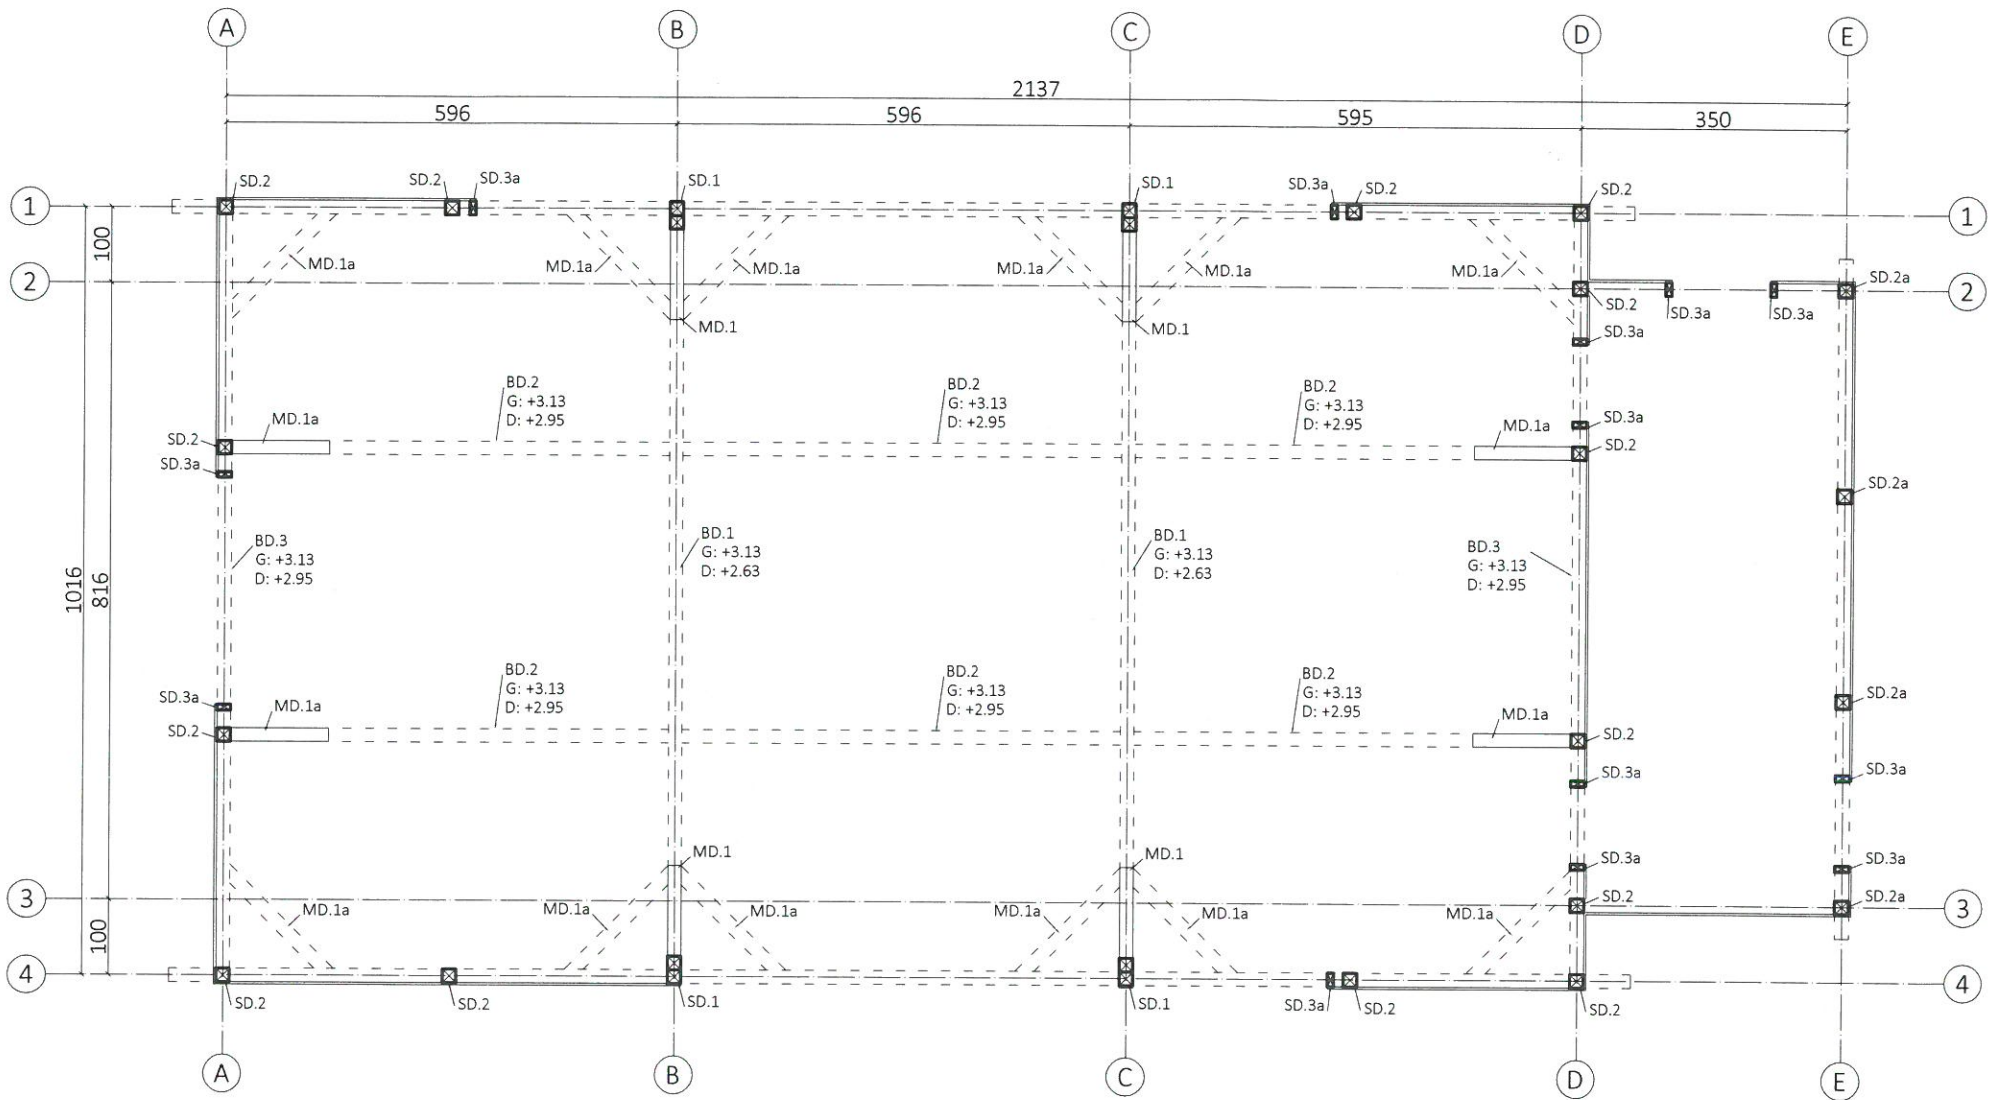 A
B
C
D
E
2137
596
596
595
350
SD.2
SD.2
SD.3a
SD.1
SD.1
SD.3a
SD.2
SD.2
1
1
100
MD.1a
MD.1a
MD.1a
MD.1a
MD.1a
MD.1a
2
SD.2a
2
SD.2
SD.3a
SD.3a
MD.1
MD.1
SD.3a
BD.2
G: +3.13
D: +2.95
BD.2
G: +3.13
D: +2.95
BD.2
G: +3.13
D: +2.95
MD.1a
SD.3a
SD.2
MD.1a
SD.2
SD.3a
SD.2a
BD.3
G: +3.13
D: +2.95
BD.1
G: +3.13
D: +2.63
BD.1
G: +3.13
D: +2.63
BD.3
G: +3.13
D: +2.95
1016
816
BD.2
G: +3.13
D: +2.95
BD.2
G: +3.13
D: +2.95
BD.2
G: +3.13
D: +2.95
SD.3a
MD.1a
SD.2
MD.1a
SD.2
SD.2a
SD.3a
SD.3a
MD.1
MD.1
SD.3a
SD.3a
3
MD.1a
MD.1a
MD.1a
MD.1a
MD.1a
MD.1a
SD.2
SD.2a
3
100
4
SD.2
SD.2
SD.1
SD.1
SD.3a
SD.2
SD.2
4
A
B
C
D
E